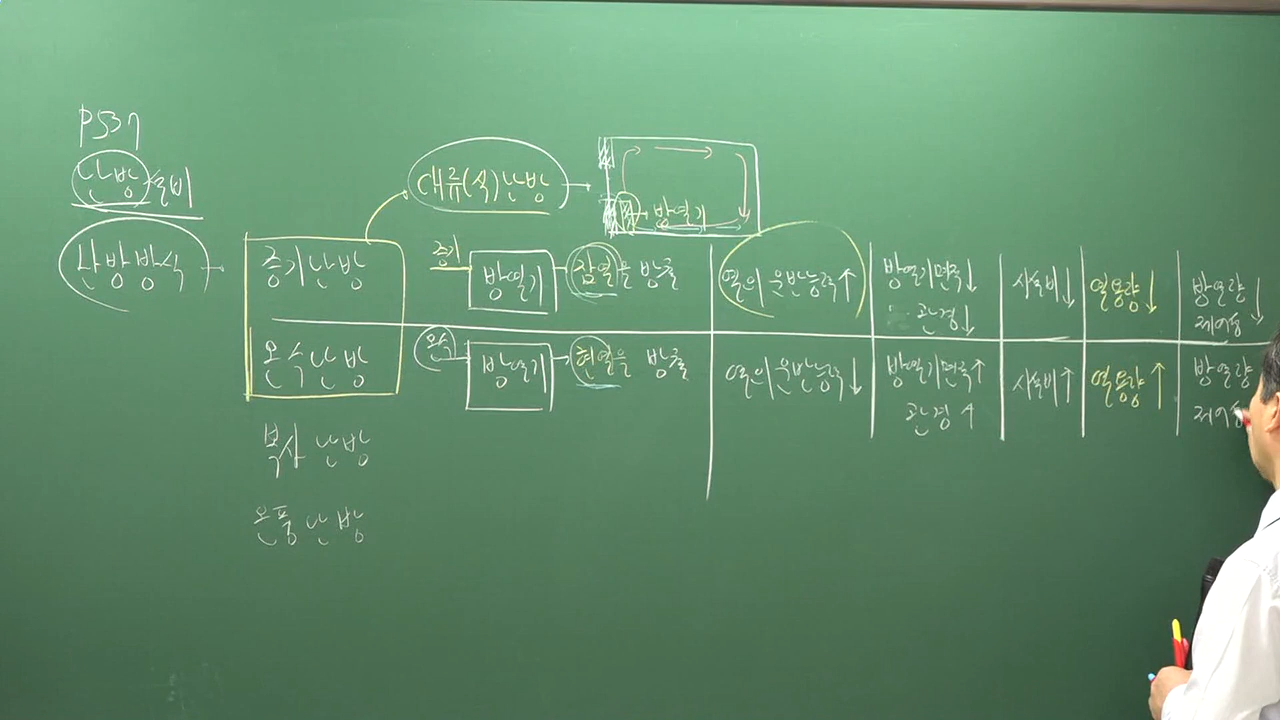 P537
난방설비
난방방식
대류(식)난방
방열기
증기난방
증기
방열기
잠열을 방출
열의 운반능력↑
방열기면적↓
관경↓
시설비↓
열용량↓
방열량↓
제어
온수난방
온수
방열기
현열을 방출
열의 운반능력↓
방열기면적↑
관경↑
시설비↑
열용량↑
방열량
제어
복사난방
온풍난방